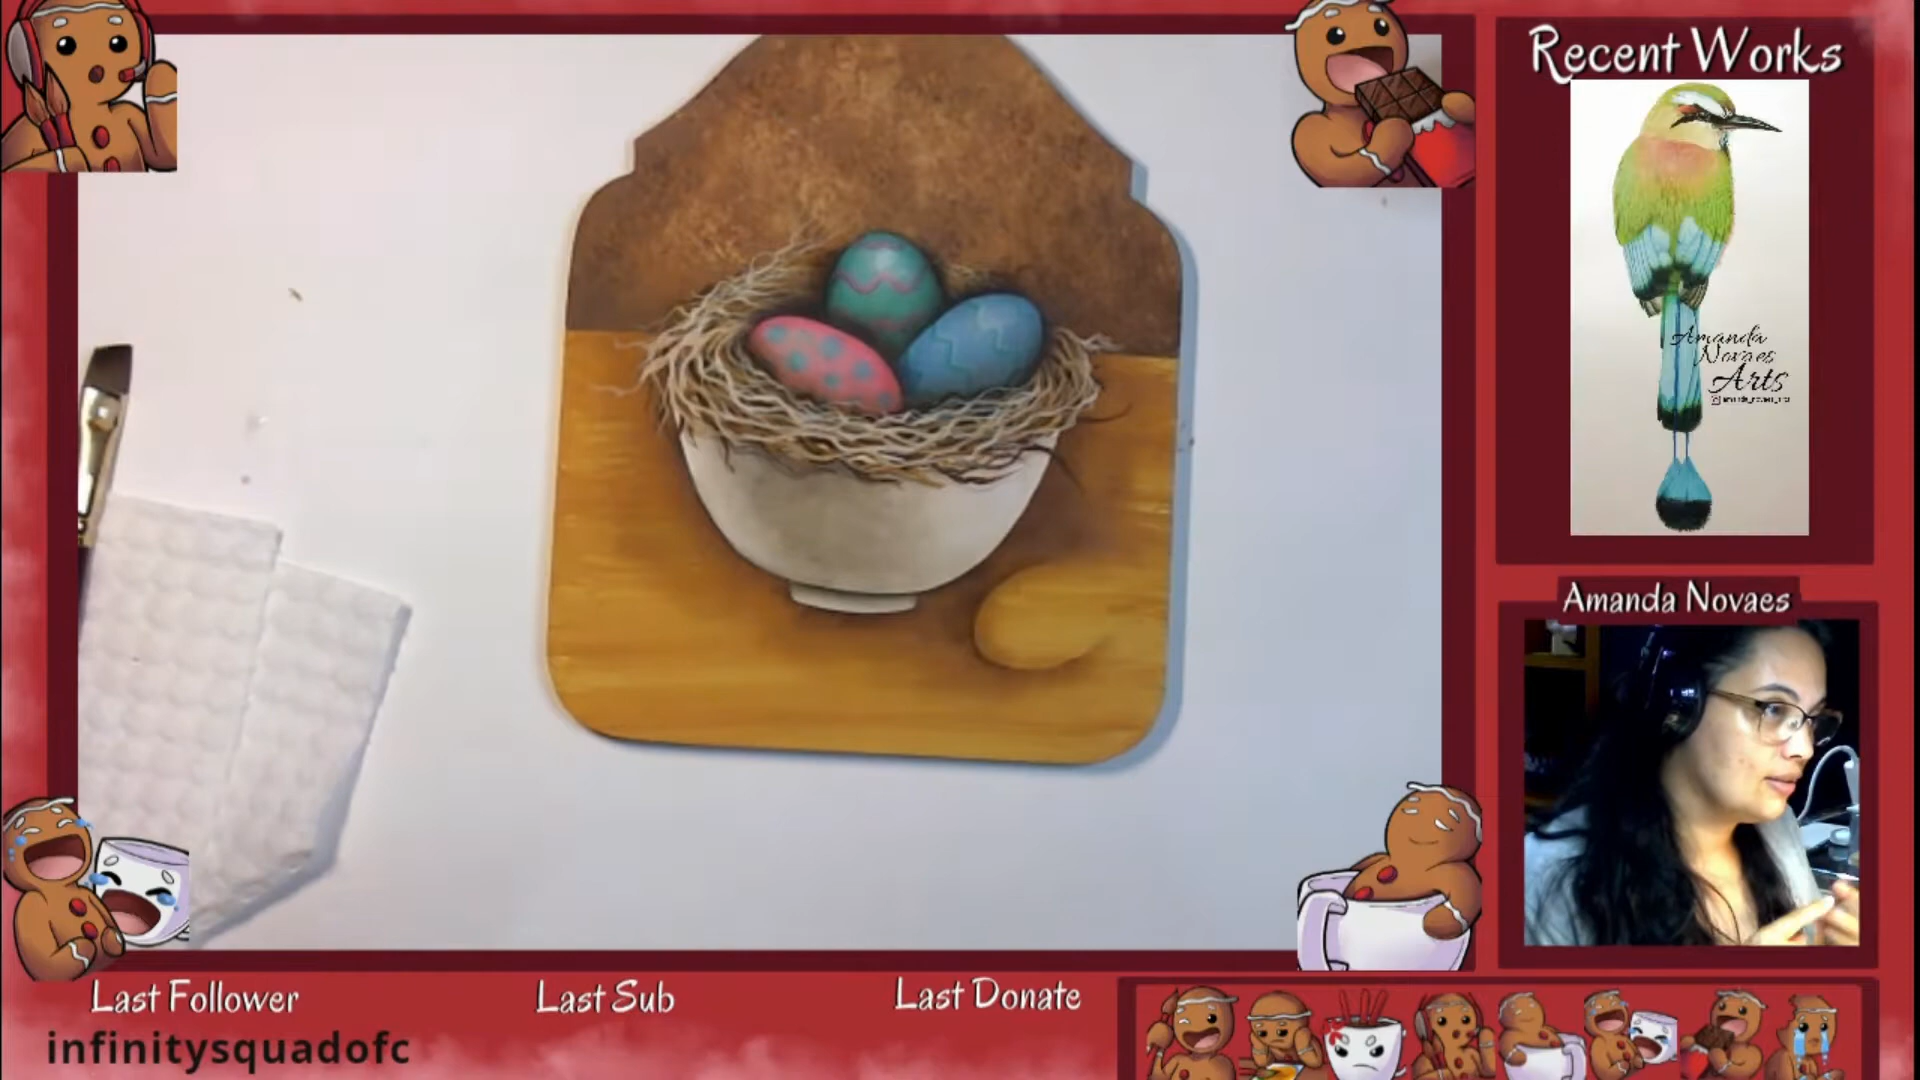 Recent Works
Amanda
Novaes
Arts
Amanda Novaes
Last Follower
Last Sub
Last Donate
infinitysquadofc